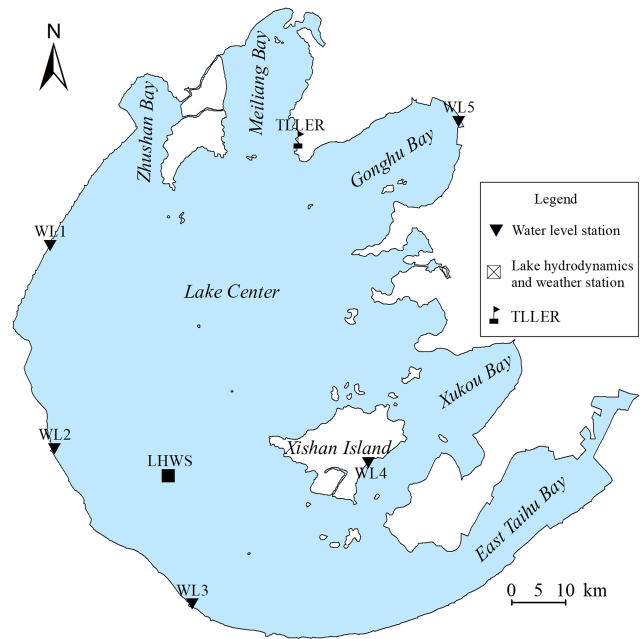 N
Zhushan Bay
Meiliang Bay
TLLER
WL5
Gonghu Bay
Legend
Water level station
Lake hydrodynamics
and weather station
TLLER
WL1
Lake Center
Xukou Bay
WL2
LHWS
Xishan Island
WL4
East Taihu Bay
WL3
0 5 10 km